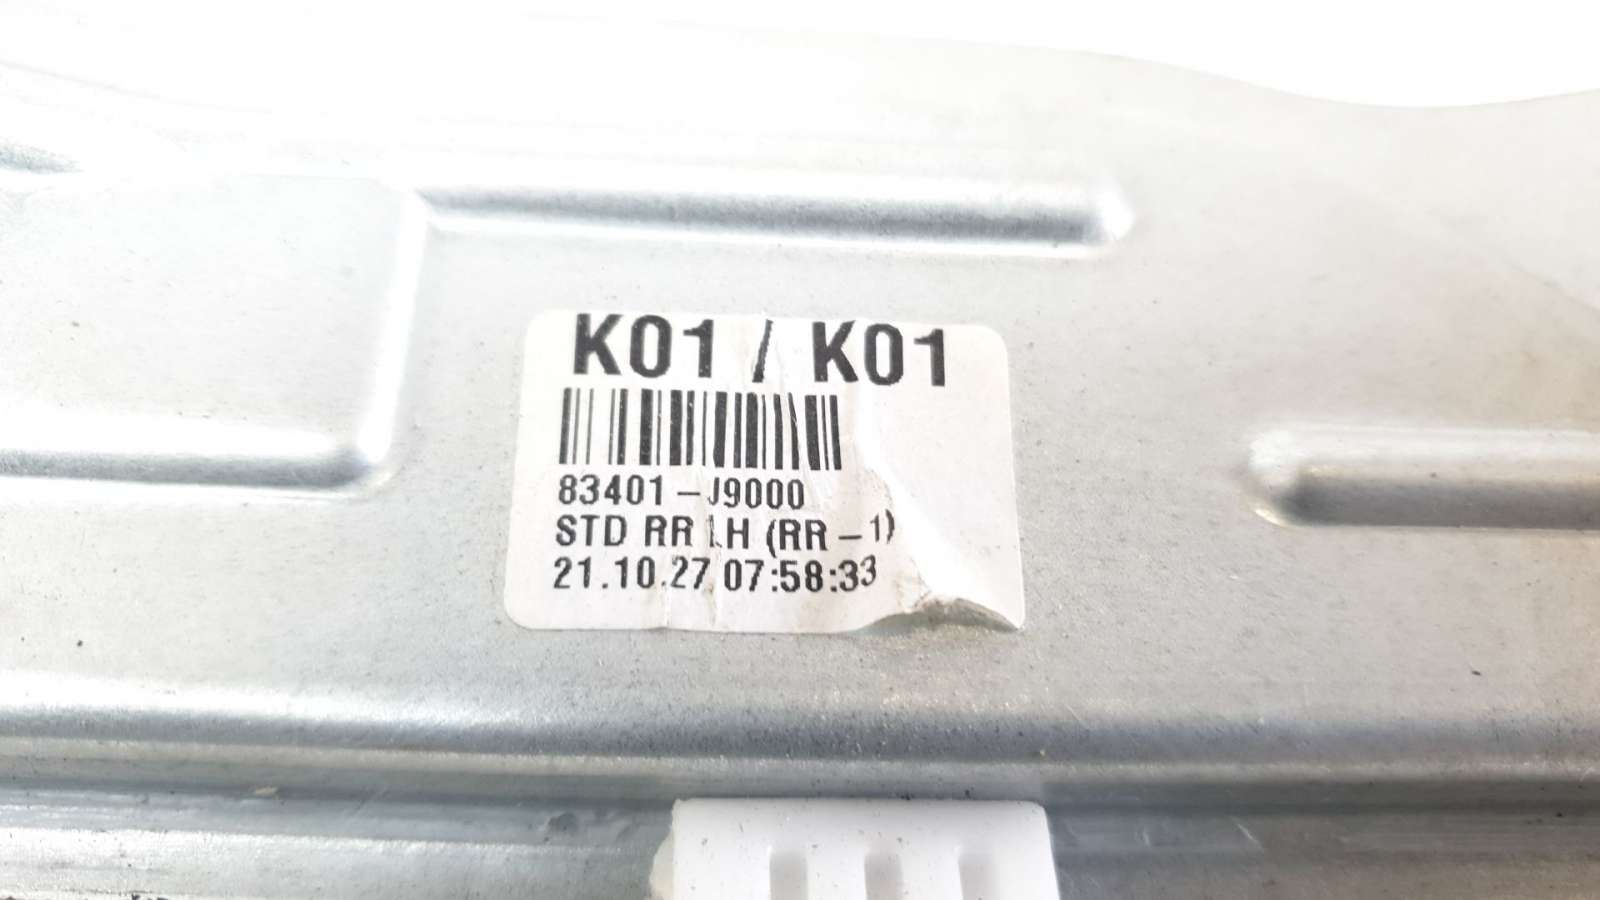 K01 / K01
83401-J9000
STD RR LH (RR-1)
21.10.27 07:58:33